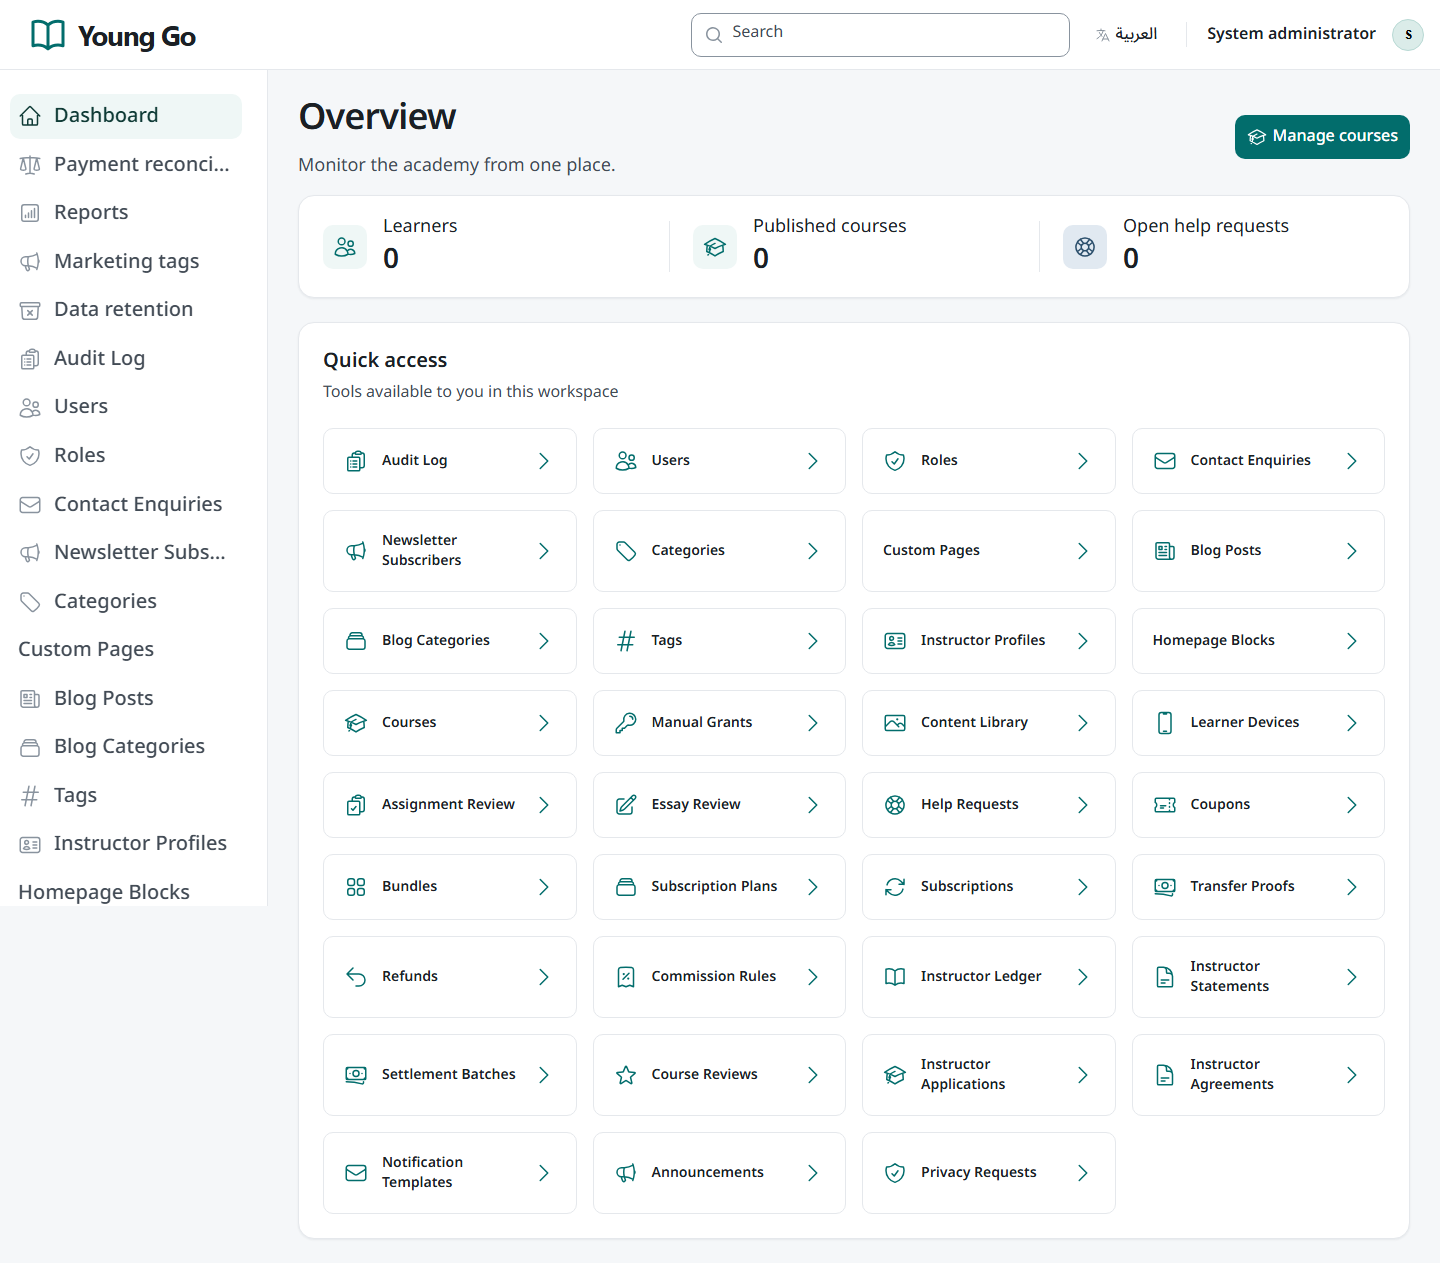 Young Go
Search
العربية
System administrator
S
Dashboard
Payment reconci...
Reports
Marketing tags
Data retention
Audit Log
Users
Roles
Contact Enquiries
Newsletter Subs...
Categories
Custom Pages
Blog Posts
Blog Categories
Tags
Instructor Profiles
Homepage Blocks
Overview
Monitor the academy from one place.
Manage courses
Learners
0
Published courses
0
Open help requests
0
Quick access
Tools available to you in this workspace
Audit Log
Users
Roles
Contact Enquiries
Newsletter
Subscribers
Categories
Custom Pages
Blog Posts
Blog Categories
Tags
Instructor Profiles
Homepage Blocks
Courses
Manual Grants
Content Library
Learner Devices
Assignment Review
Essay Review
Help Requests
Coupons
Bundles
Subscription Plans
Subscriptions
Transfer Proofs
Refunds
Commission Rules
Instructor Ledger
Instructor
Statements
Settlement Batches
Course Reviews
Instructor
Applications
Instructor
Agreements
Notification
Templates
Announcements
Privacy Requests